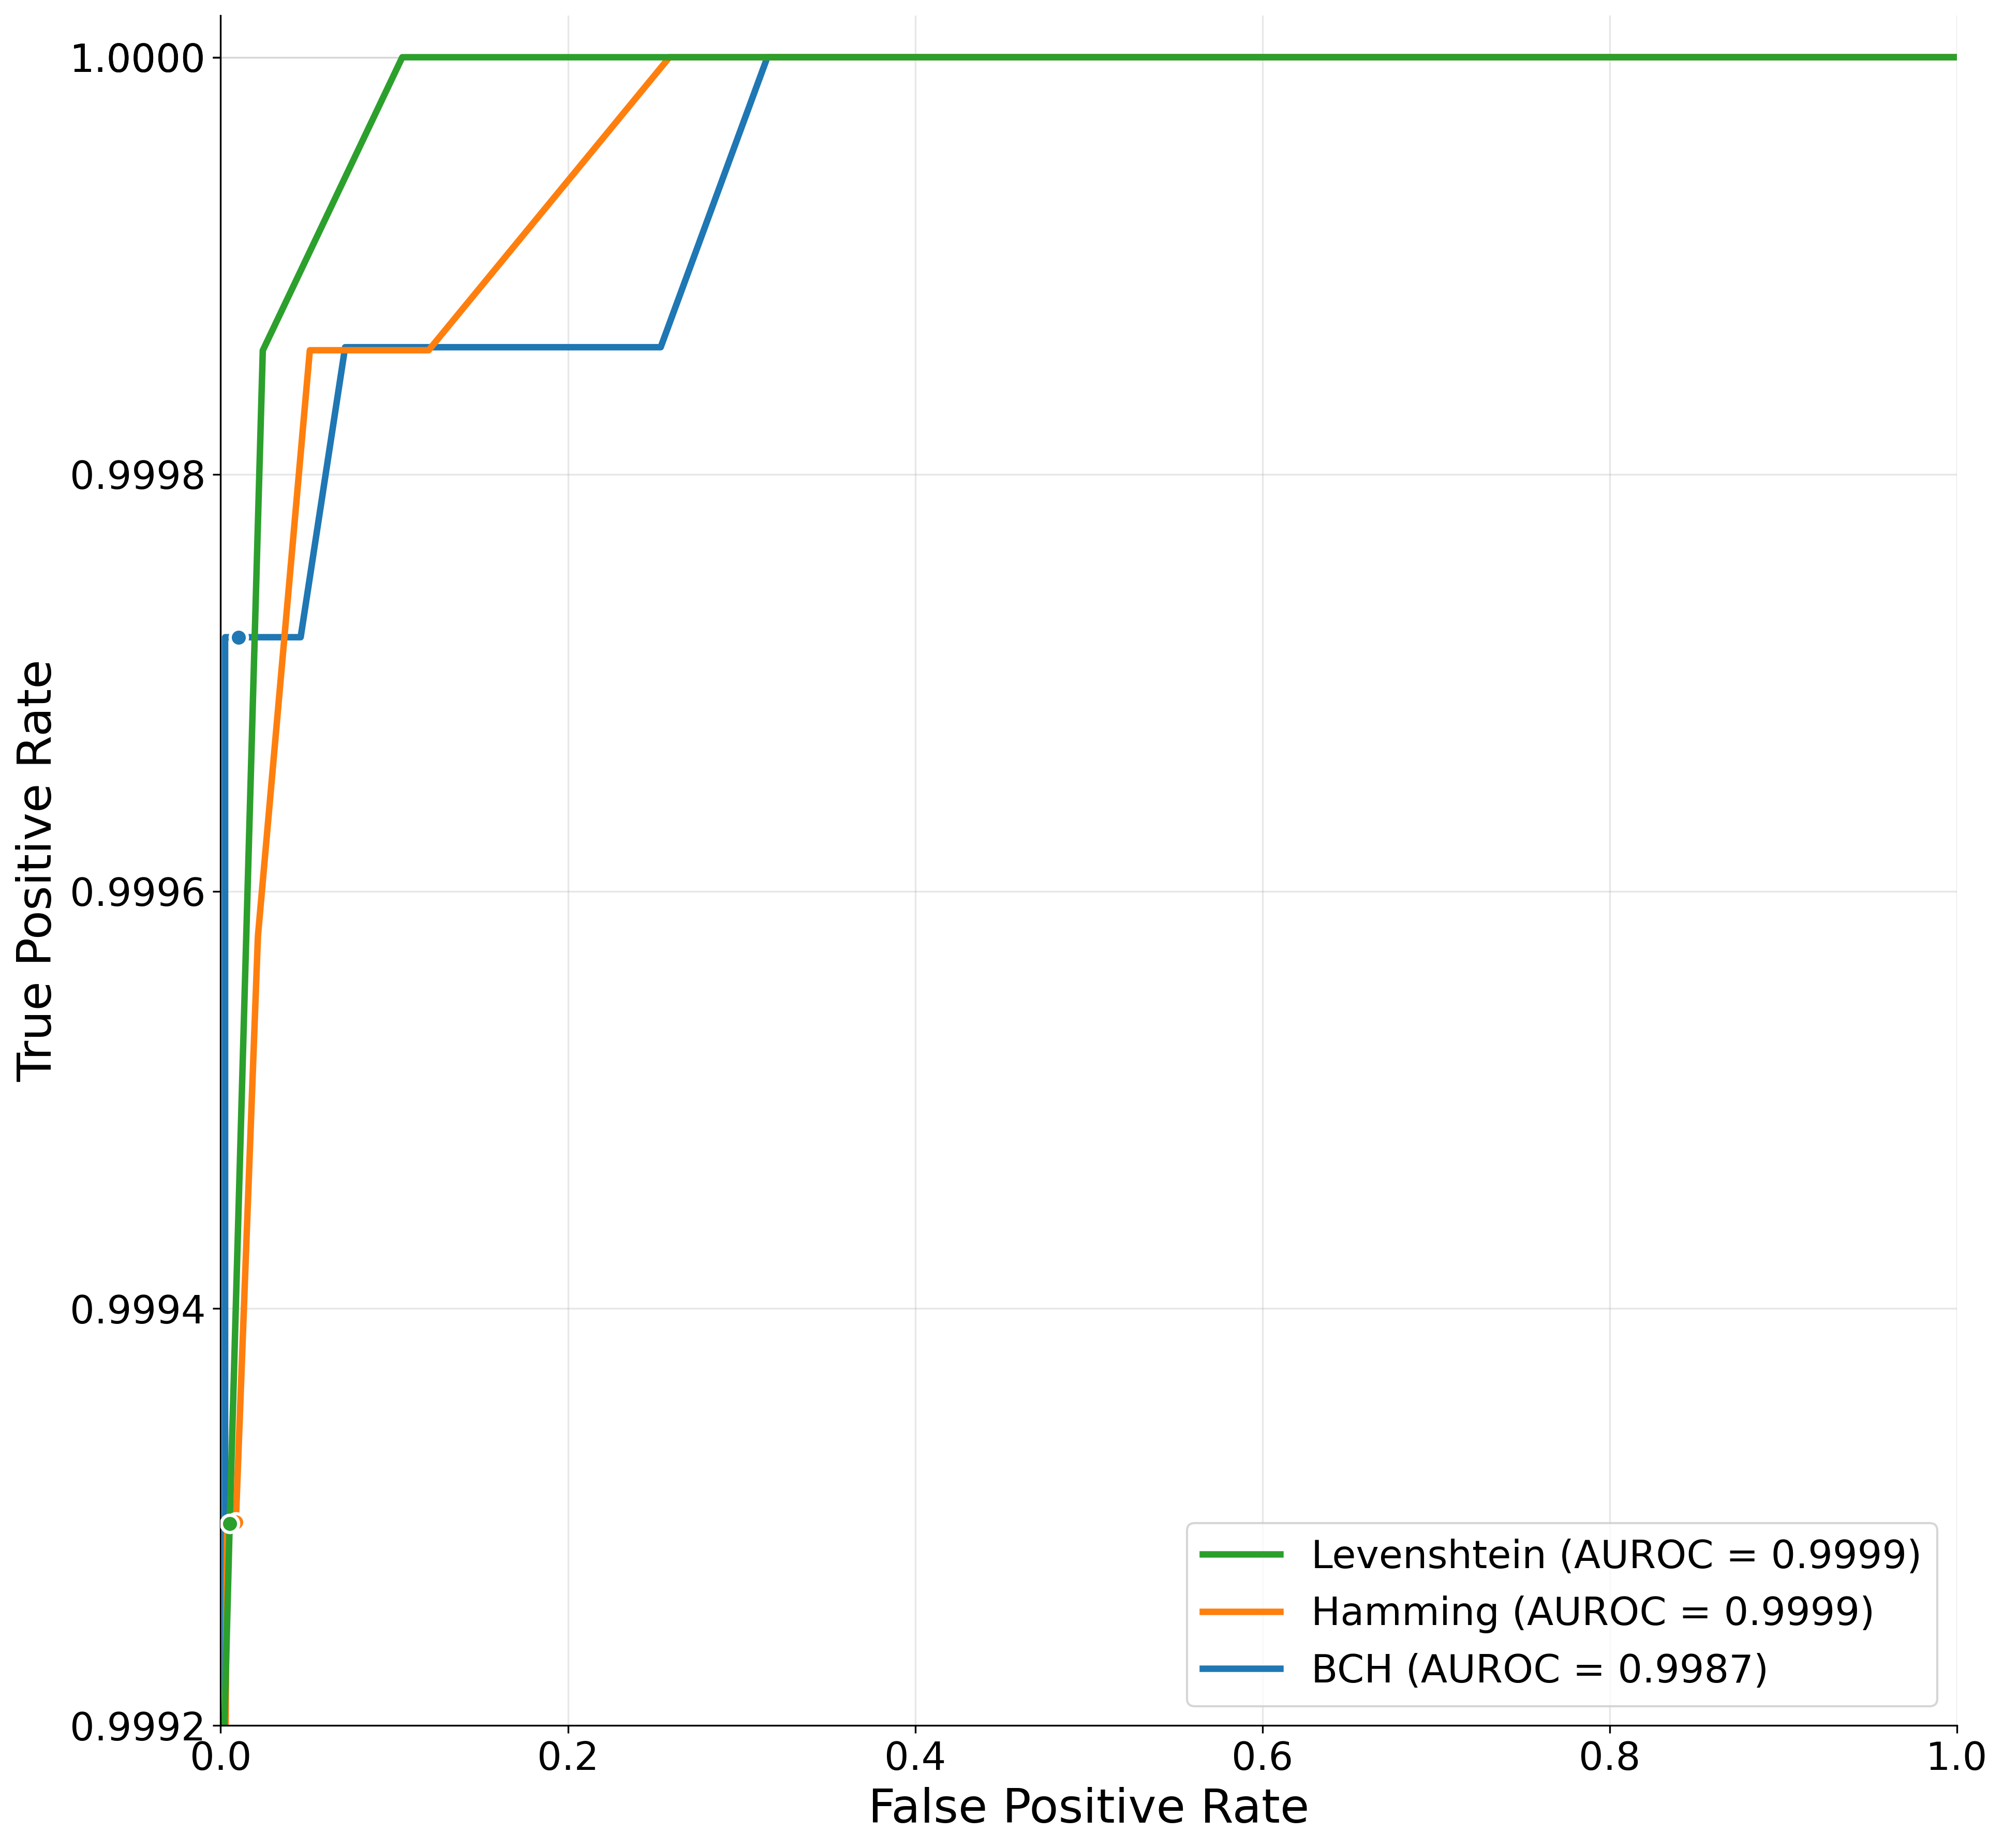 1.0000
0.9998
0.9996
0.9994
0.9992
True Positive Rate
0.0 0.2 0.4 0.6 0.8 1.0
False Positive Rate
Levenshtein (AUROC = 0.9999)
Hamming (AUROC = 0.9999)
BCH (AUROC = 0.9987)